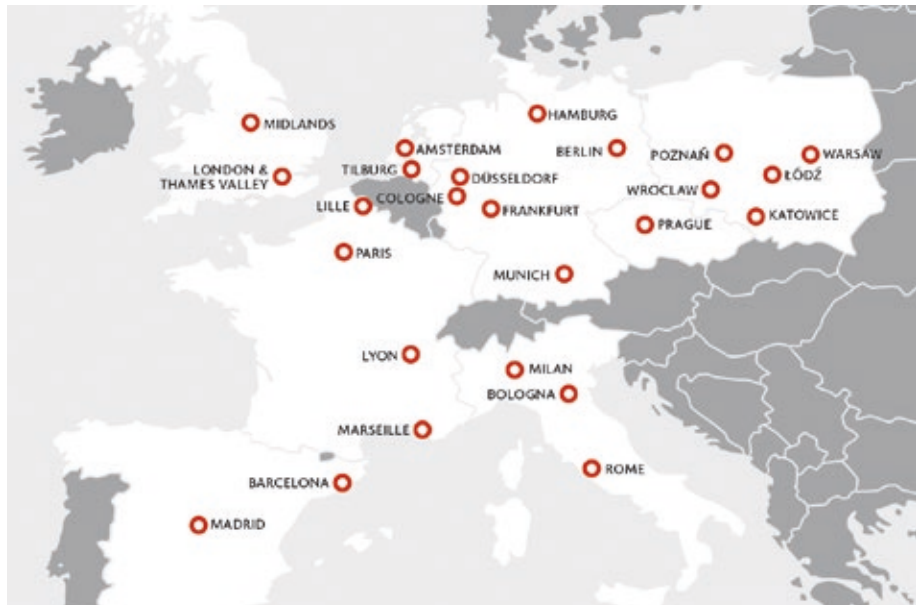 HAMBURG
MIDLANDS
AMSTERDAM
BERLIN
POZNAŃ
WARSAW
LONDON &
THAMES VALLEY
TILBURG
DÜSSELDORF
ŁÓDŹ
COLOGNE
WROCLAW
LILLE
FRANKFURT
KATOWICE
PRAGUE
PARIS
MUNICH
LYON
MILAN
BOLOGNA
MARSEILLE
ROME
BARCELONA
MADRID